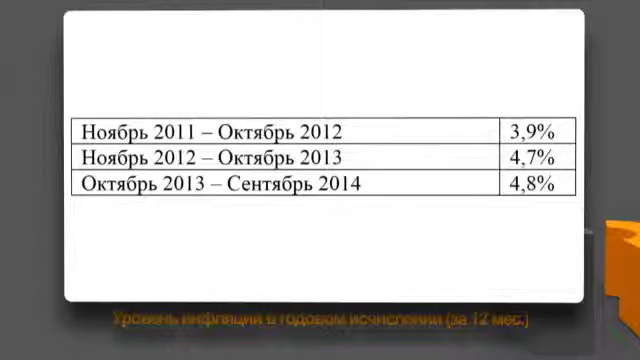 Ноябрь 2011 – Октябрь 2012 3,9%
Ноябрь 2012 – Октябрь 2013 4,7%
Октябрь 2013 – Сентябрь 2014 4,8%
Уровень инфляции в годовом исчислении (за 12 мес.)